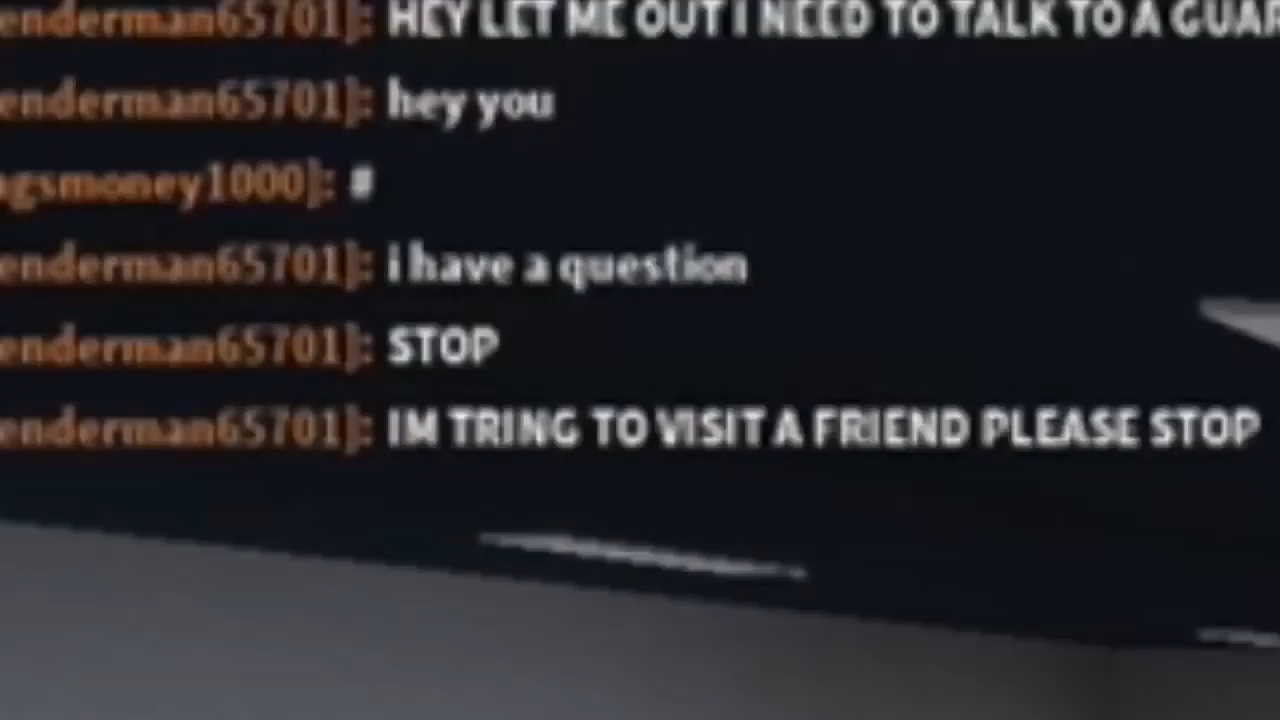 enderman65701]: HEY LET ME OUT I NEED TO TALK TO A GUAR
enderman65701]: hey you
agsmoney1000]: #
enderman65701]: i have a question
enderman65701]: STOP
enderman65701]: IM TRING TO VISIT A FRIEND PLEASE STOP